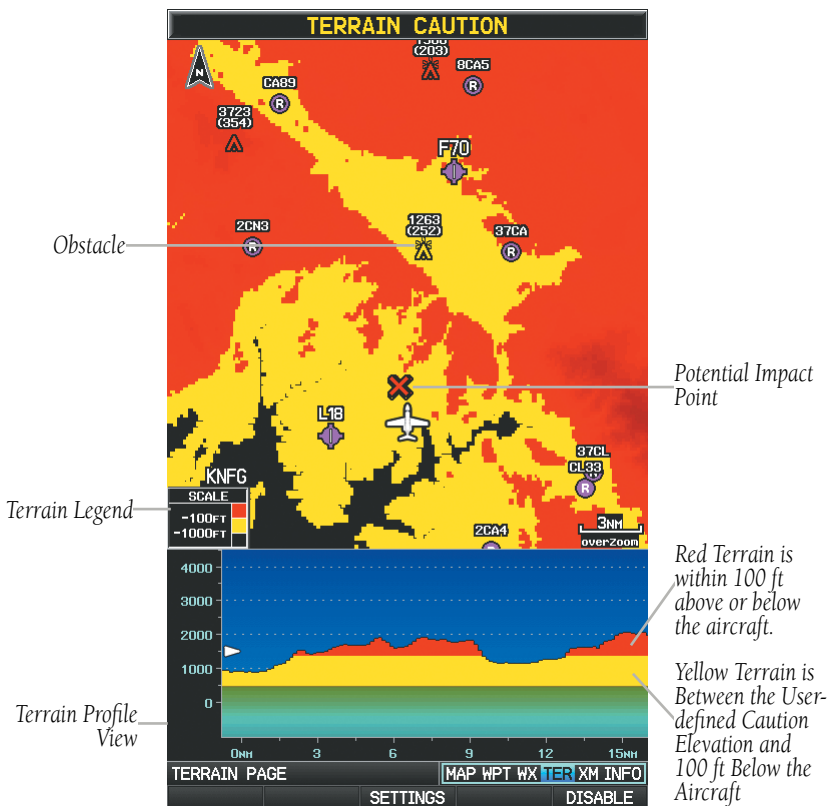 TERRAIN CAUTION
(203)
8CA5
N
CA89
R
R
3723
(354)
F70
1263
(252)
2CN3
R
37CA
R
Obstacle
Potential Impact
Point
L18
37CL
CL33
R
KNFG
SCALE
-100FT
-1000FT
Terrain Legend
2CA4
3NM
overzoom
4000
3000
2000
1000
0
0NM
3
6
9
12
15NM
Red Terrain is
within 100 ft
above or below
the aircraft.
Yellow Terrain is
Between the User-
defined Caution
Elevation and
100 ft Below the
Aircraft
Terrain Profile
View
TERRAIN PAGE
MAP WPT WX TER XM INFO
SETTINGS
DISABLE